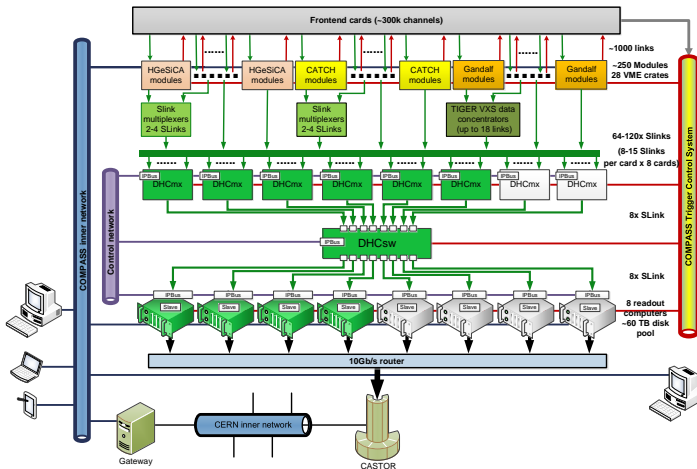 Frontend cards (~300k channels)
~1000 links
HGeSiCA
modules
HGeSiCA
modules
CATCH
modules
CATCH
modules
Gandalf
modules
Gandalf
modules
~250 Modules
28 VME crates
Slink
multiplexers
2-4 SLinks
Slink
multiplexers
2-4 SLinks
TIGER VXS data
concentrators
(up to 18 links)
64-120x Slinks
(8-15 Slinks
per card x 8 cards)
IPBus
DHCmx
IPBus
DHCmx
IPBus
DHCmx
IPBus
DHCmx
IPBus
DHCmx
IPBus
DHCmx
IPBus
DHCmx
IPBus
DHCmx
8x SLink
IPBus
DHCsw
8x SLink
IPBus
Slave
IPBus
Slave
IPBus
Slave
IPBus
Slave
IPBus
Slave
IPBus
Slave
IPBus
Slave
IPBus
Slave
8 readout
computers
~60 TB disk
pool
10Gb/s router
COMPASS inner network
Control network
COMPASS Trigger Control System
CERN inner network
Gateway
CASTOR